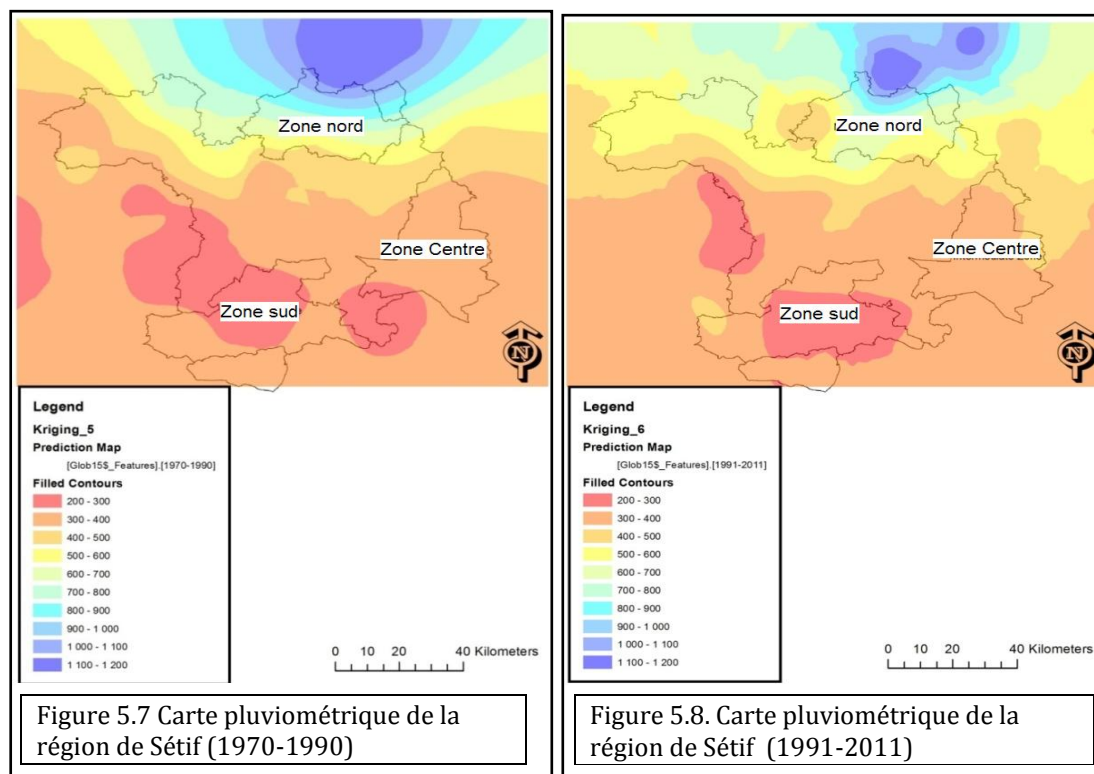 Zone nord
Zone Centre
Zone sud
N
Legend
Kriging_5
Prediction Map
[Glob15$_Features].[1970-1990]
Filled Contours
200 - 300
300 - 400
400 - 500
500 - 600
600 - 700
700 - 800
800 - 900
900 - 1 000
1 000 - 1 100
1 100 - 1 200
0 10 20 40 Kilometers
Figure 5.7 Carte pluviométrique de la
région de Sétif (1970-1990)
Zone nord
Zone Centre
Zone sud
N
Legend
Kriging_6
Prediction Map
[Glob15$_Features].[1991-2011]
Filled Contours
200 - 300
300 - 400
400 - 500
500 - 600
600 - 700
700 - 800
800 - 900
900 - 1 000
1 000 - 1 100
1 100 - 1 200
0 10 20 40 Kilometers
Figure 5.8. Carte pluviométrique de la
région de Sétif (1991-2011)